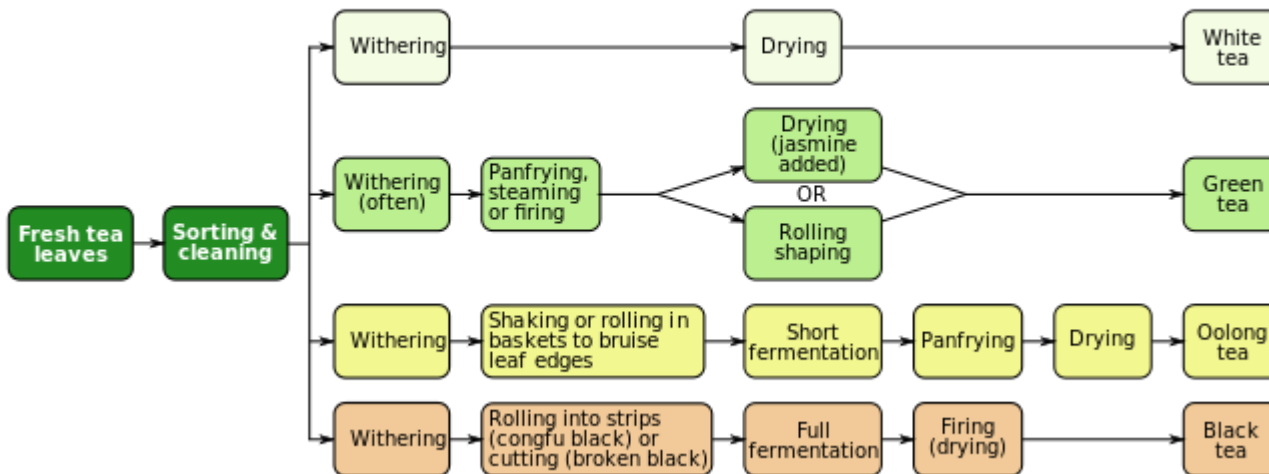 Fresh tea
leaves
Sorting &
cleaning
Withering
Drying
White
tea
Withering
(often)
Panfrying,
steaming
or firing
Drying
(jasmine
added)
OR
Rolling
shaping
Green
tea
Withering
Shaking or rolling in
baskets to bruise
leaf edges
Short
fermentation
Panfrying
Drying
Oolong
tea
Withering
Rolling into strips
(congfu black) or
cutting (broken black)
Full
fermentation
Firing
(drying)
Black
tea